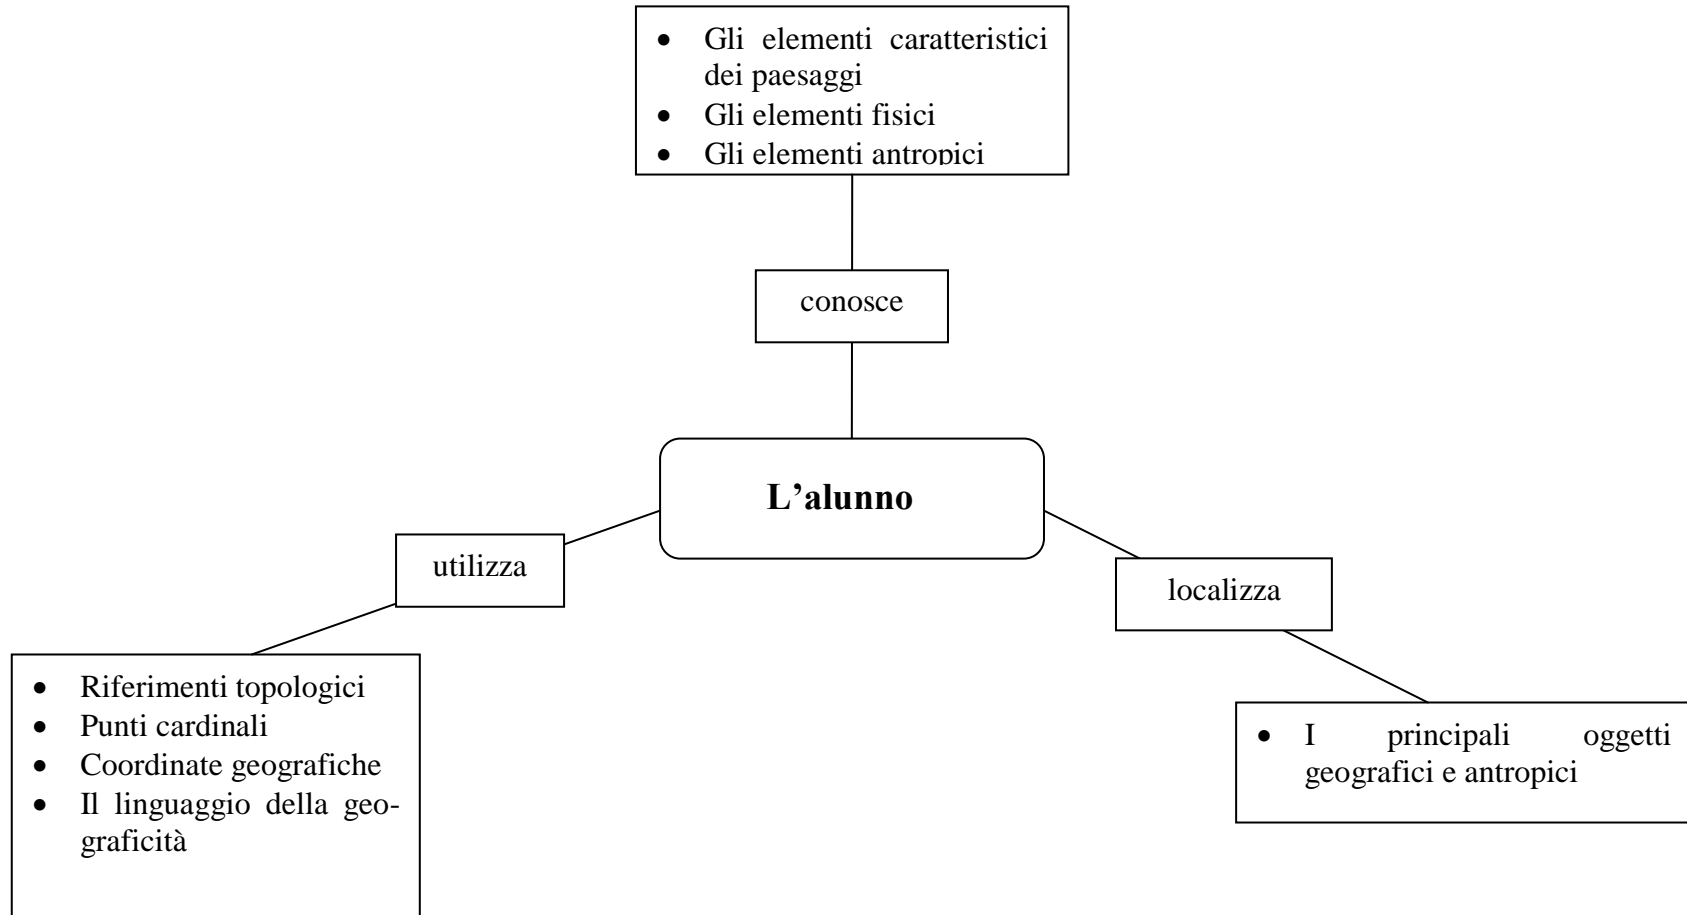 • Gli elementi caratteristici
dei paesaggi
• Gli elementi fisici
• Gli elementi antropici
conosce
L’alunno
utilizza
localizza
• Riferimenti topologici
• Punti cardinali
• Coordinate geografiche
• Il linguaggio della geo-
graficità
• I principali oggetti
geografici e antropici